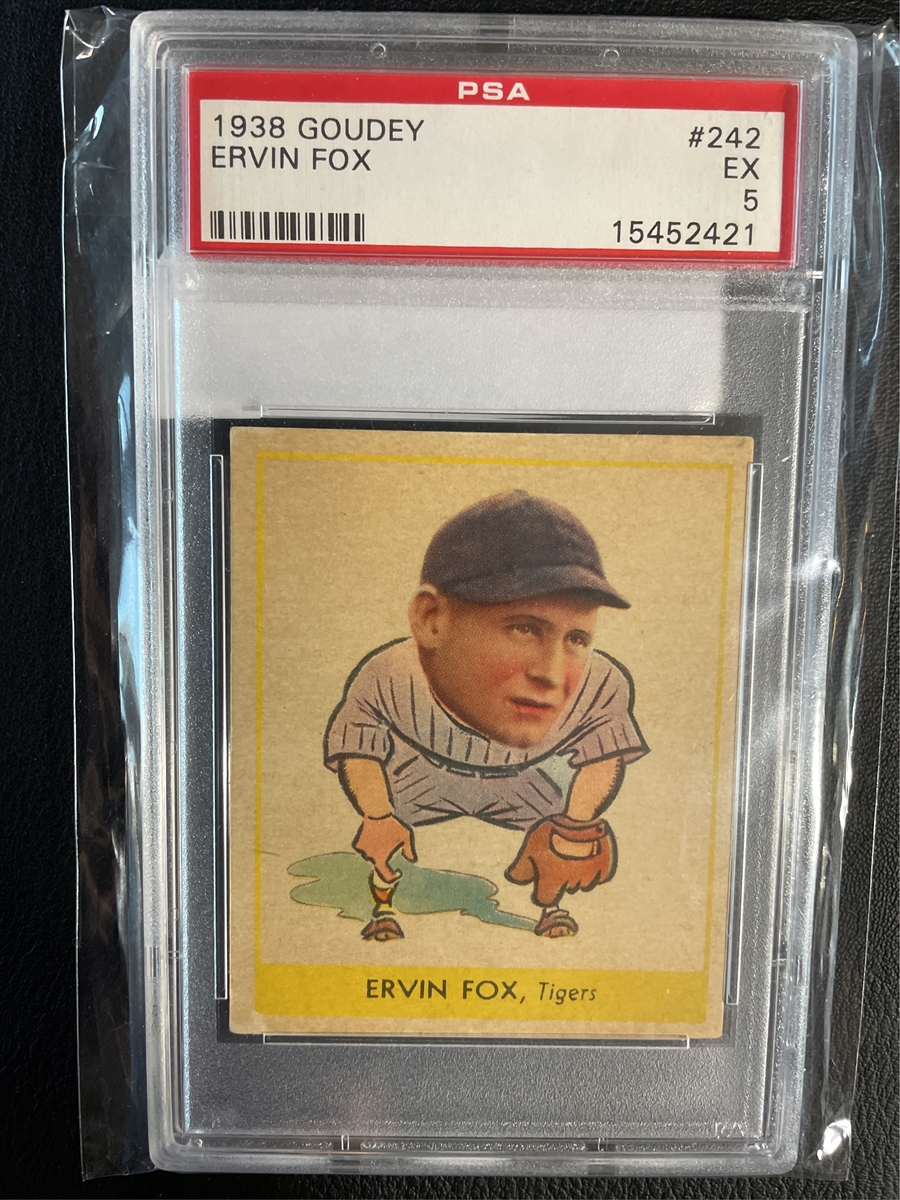 PSA
1938 GOUDEY #242
ERVIN FOX EX
5
15452421
ERVIN FOX, Tigers